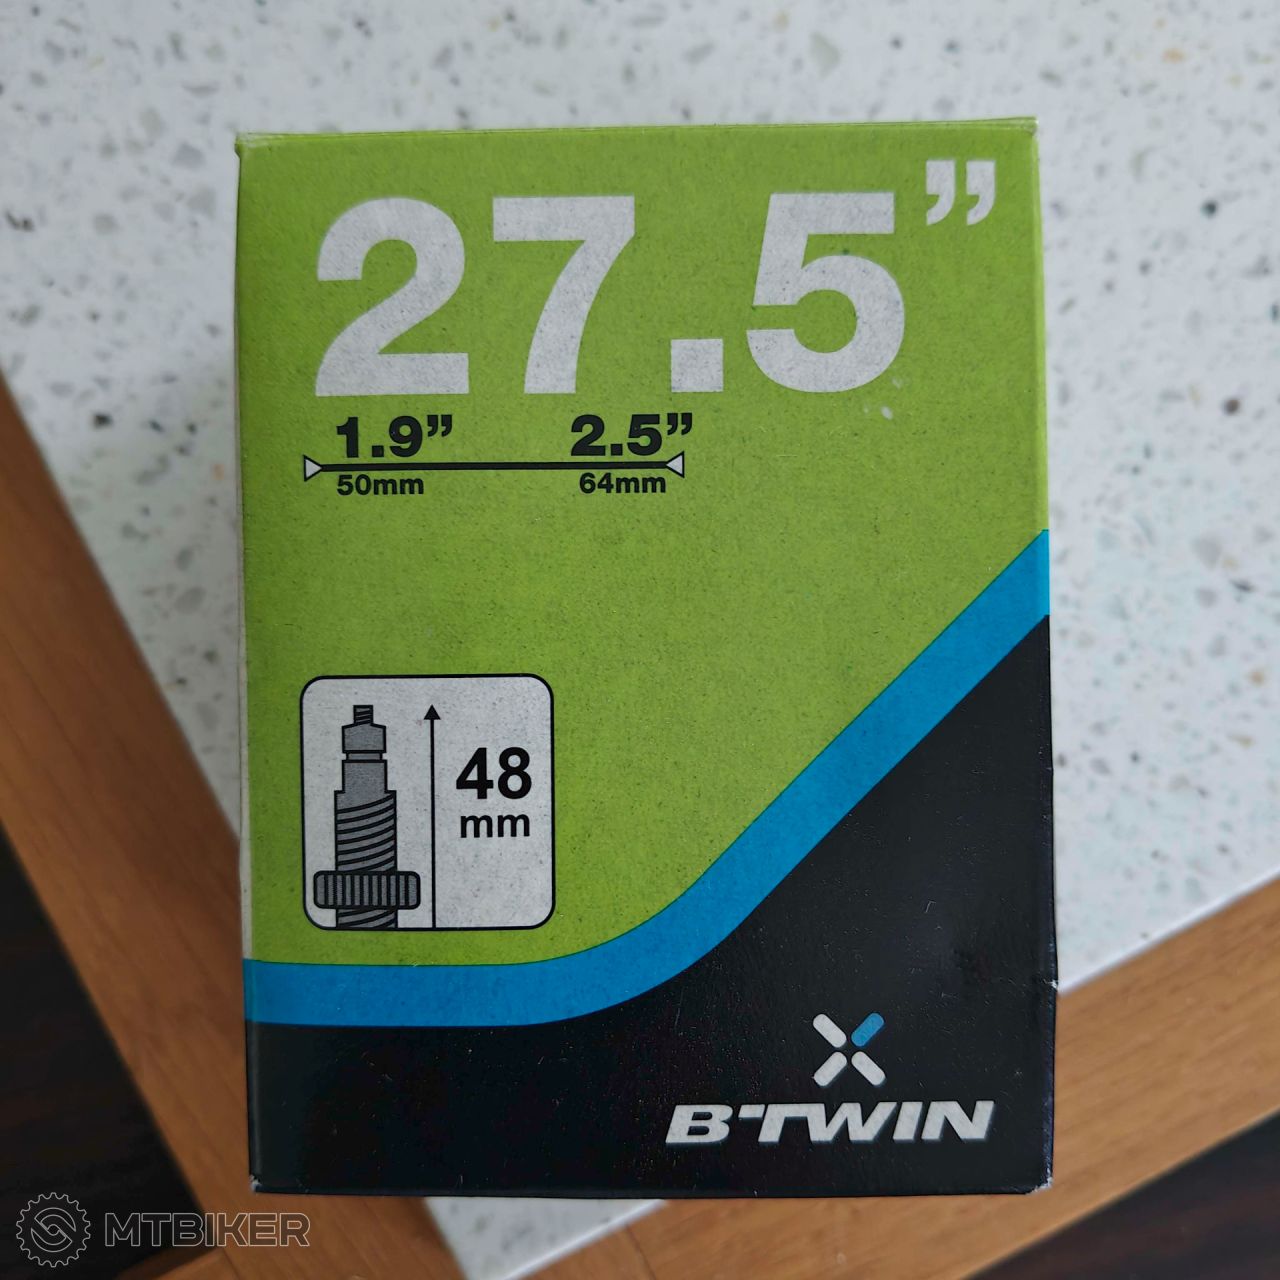 27.5”
1.9” 2.5”
50mm 64mm
48
mm
B'TWIN
MTBIKER